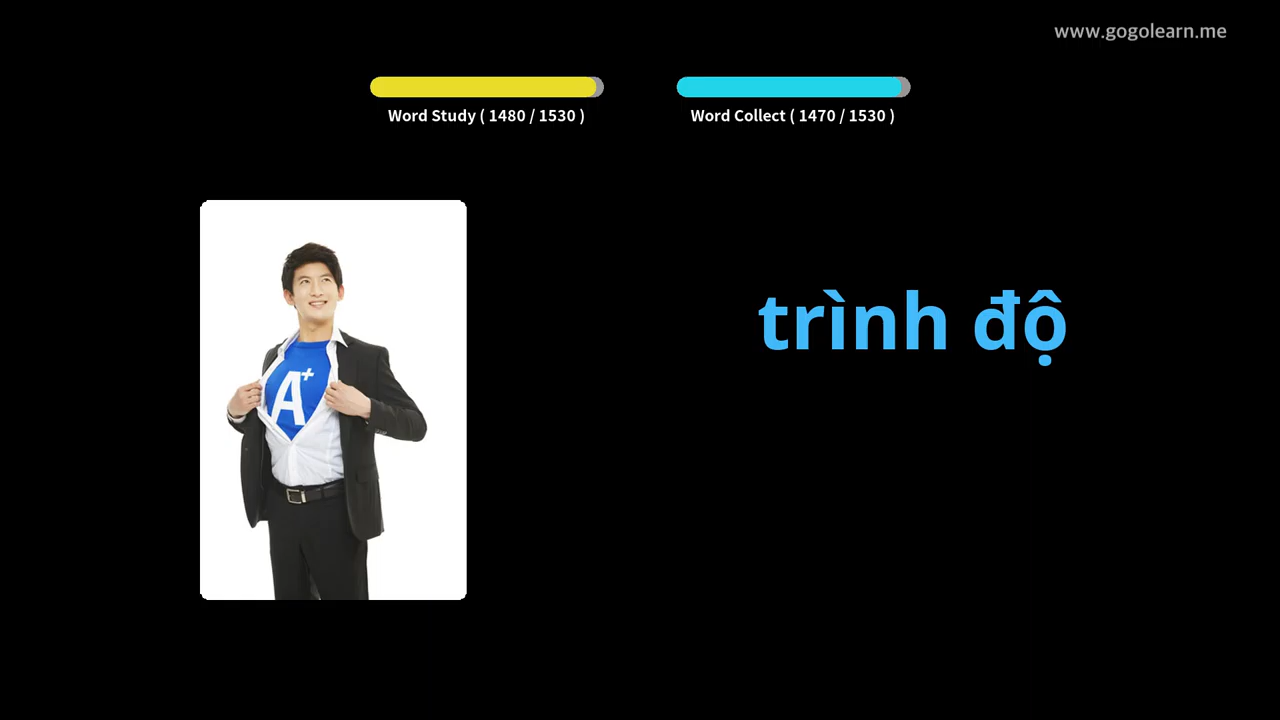 www.gogolearn.me
Word Study ( 1480 / 1530 )
Word Collect ( 1470 / 1530 )
A+
trình độ